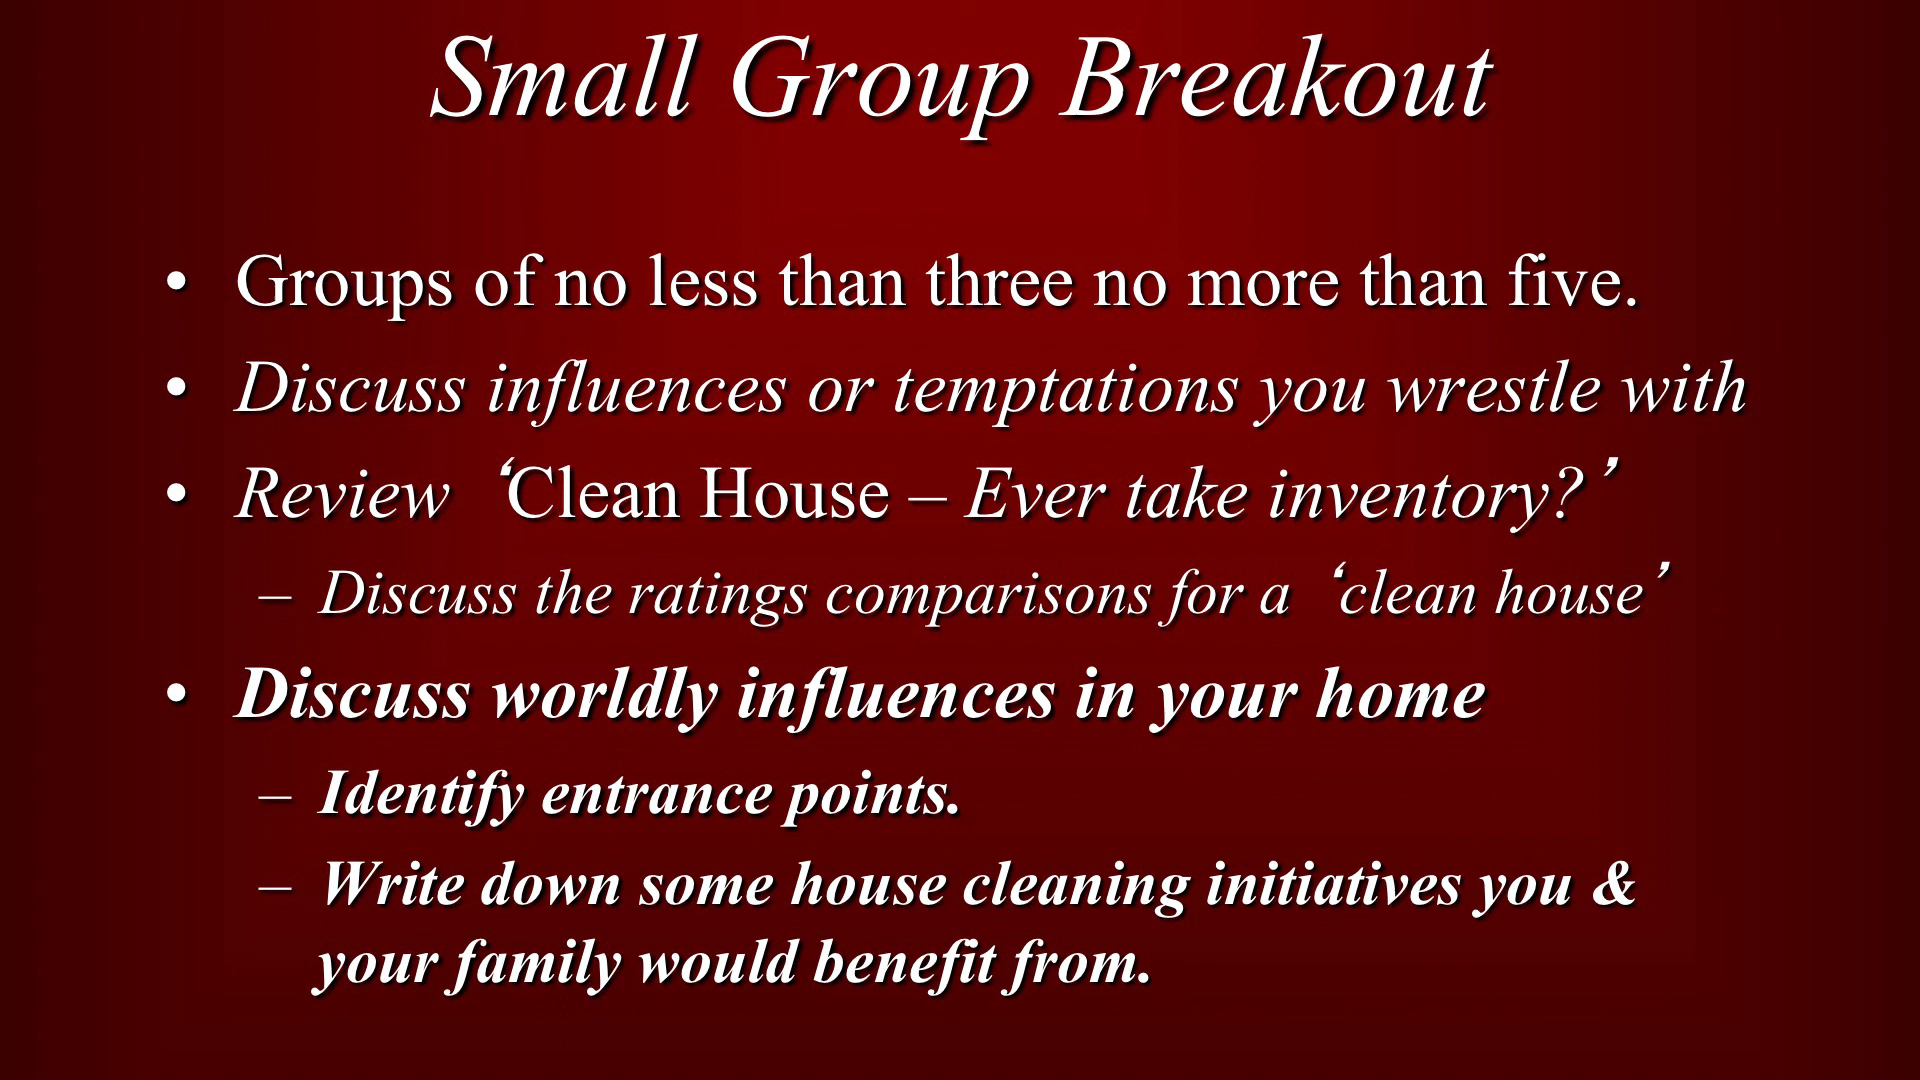 Small Group Breakout
• Groups of no less than three no more than five.
• Discuss influences or temptations you wrestle with
• Review ‘Clean House – Ever take inventory?’
– Discuss the ratings comparisons for a ‘clean house’
• Discuss worldly influences in your home
– Identify entrance points.
– Write down some house cleaning initiatives you &
your family would benefit from.